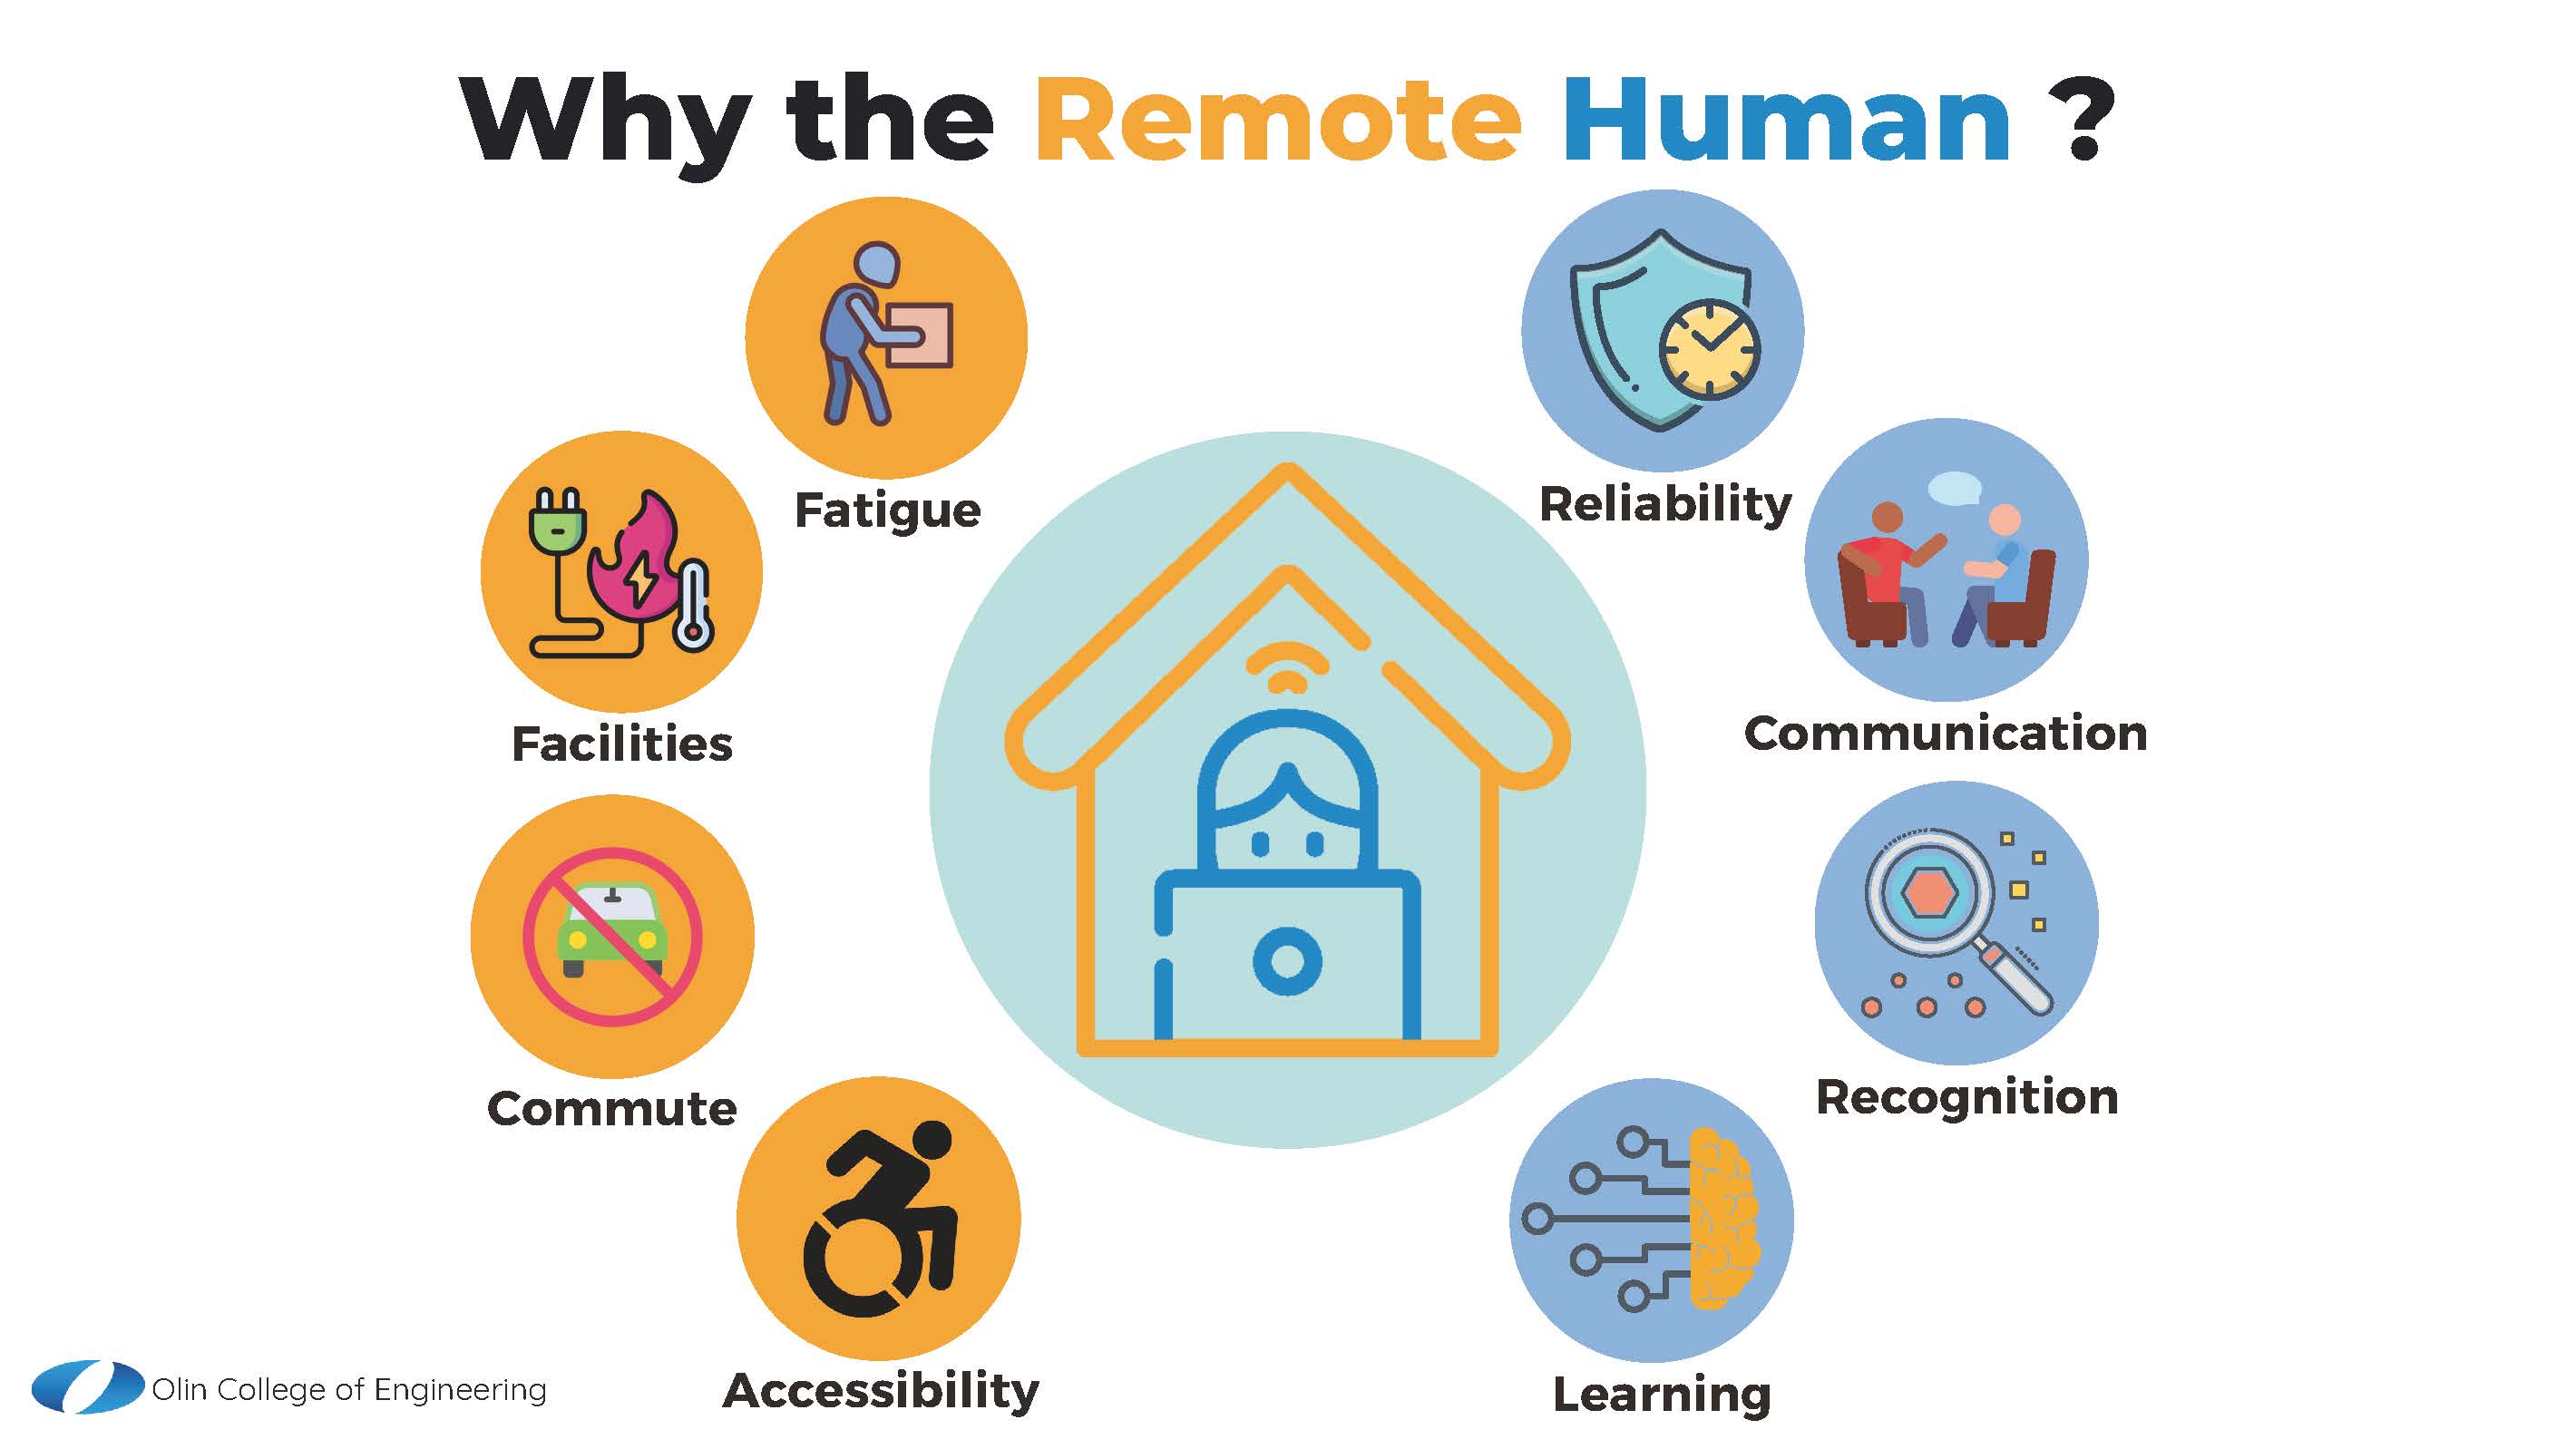 Why the Remote Human ?
Fatigue
Reliability
Facilities
Communication
Commute
Recognition
Accessibility
Learning
Olin College of Engineering